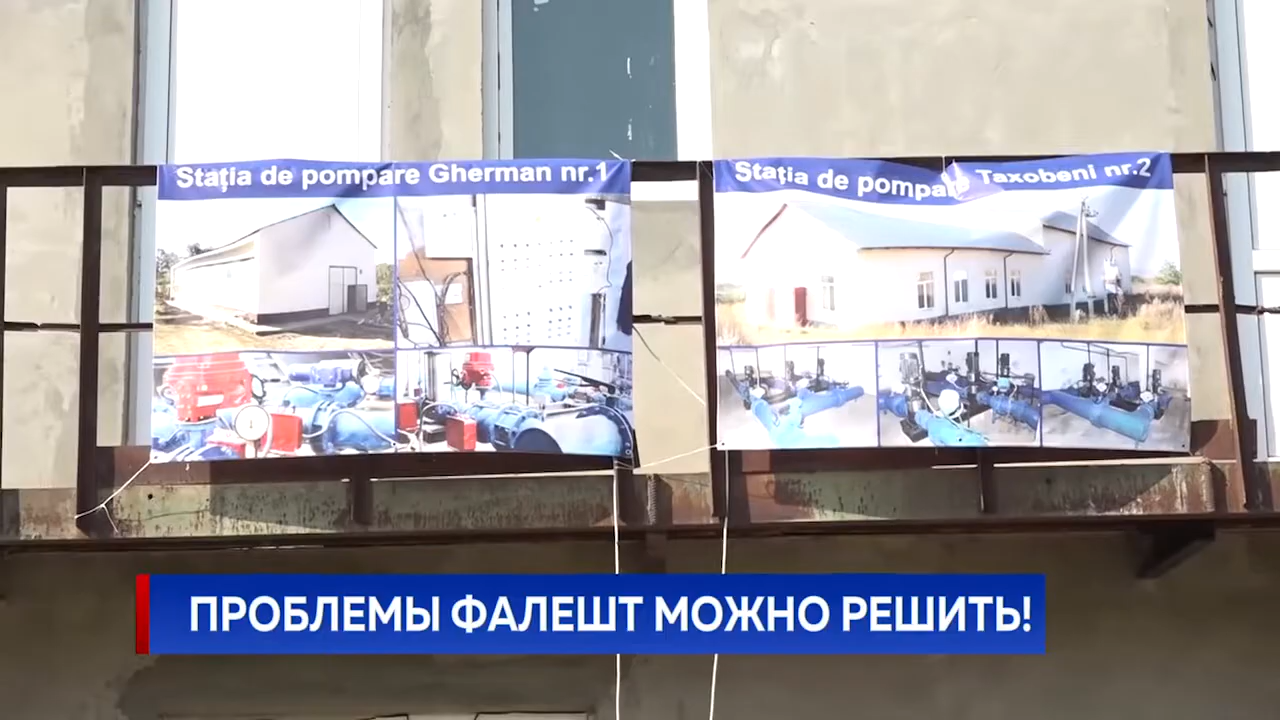 Stația de pompare Gherman nr.1
Stația de pompare Taxobeni nr.2
ПРОБЛЕМЫ ФАЛЕШТ МОЖНО РЕШИТЬ!